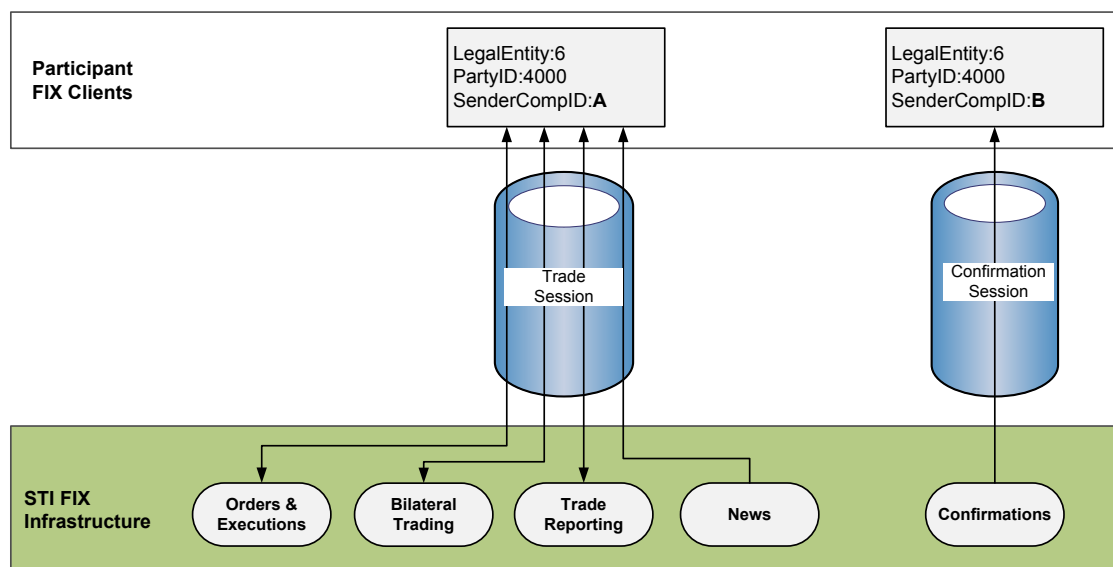 Participant
FIX Clients
LegalEntity:6
PartyID:4000
SenderCompID:A
LegalEntity:6
PartyID:4000
SenderCompID:B
Trade
Session
Confirmation
Session
STI FIX
Infrastructure
Orders &
Executions
Bilateral
Trading
Trade
Reporting
News
Confirmations